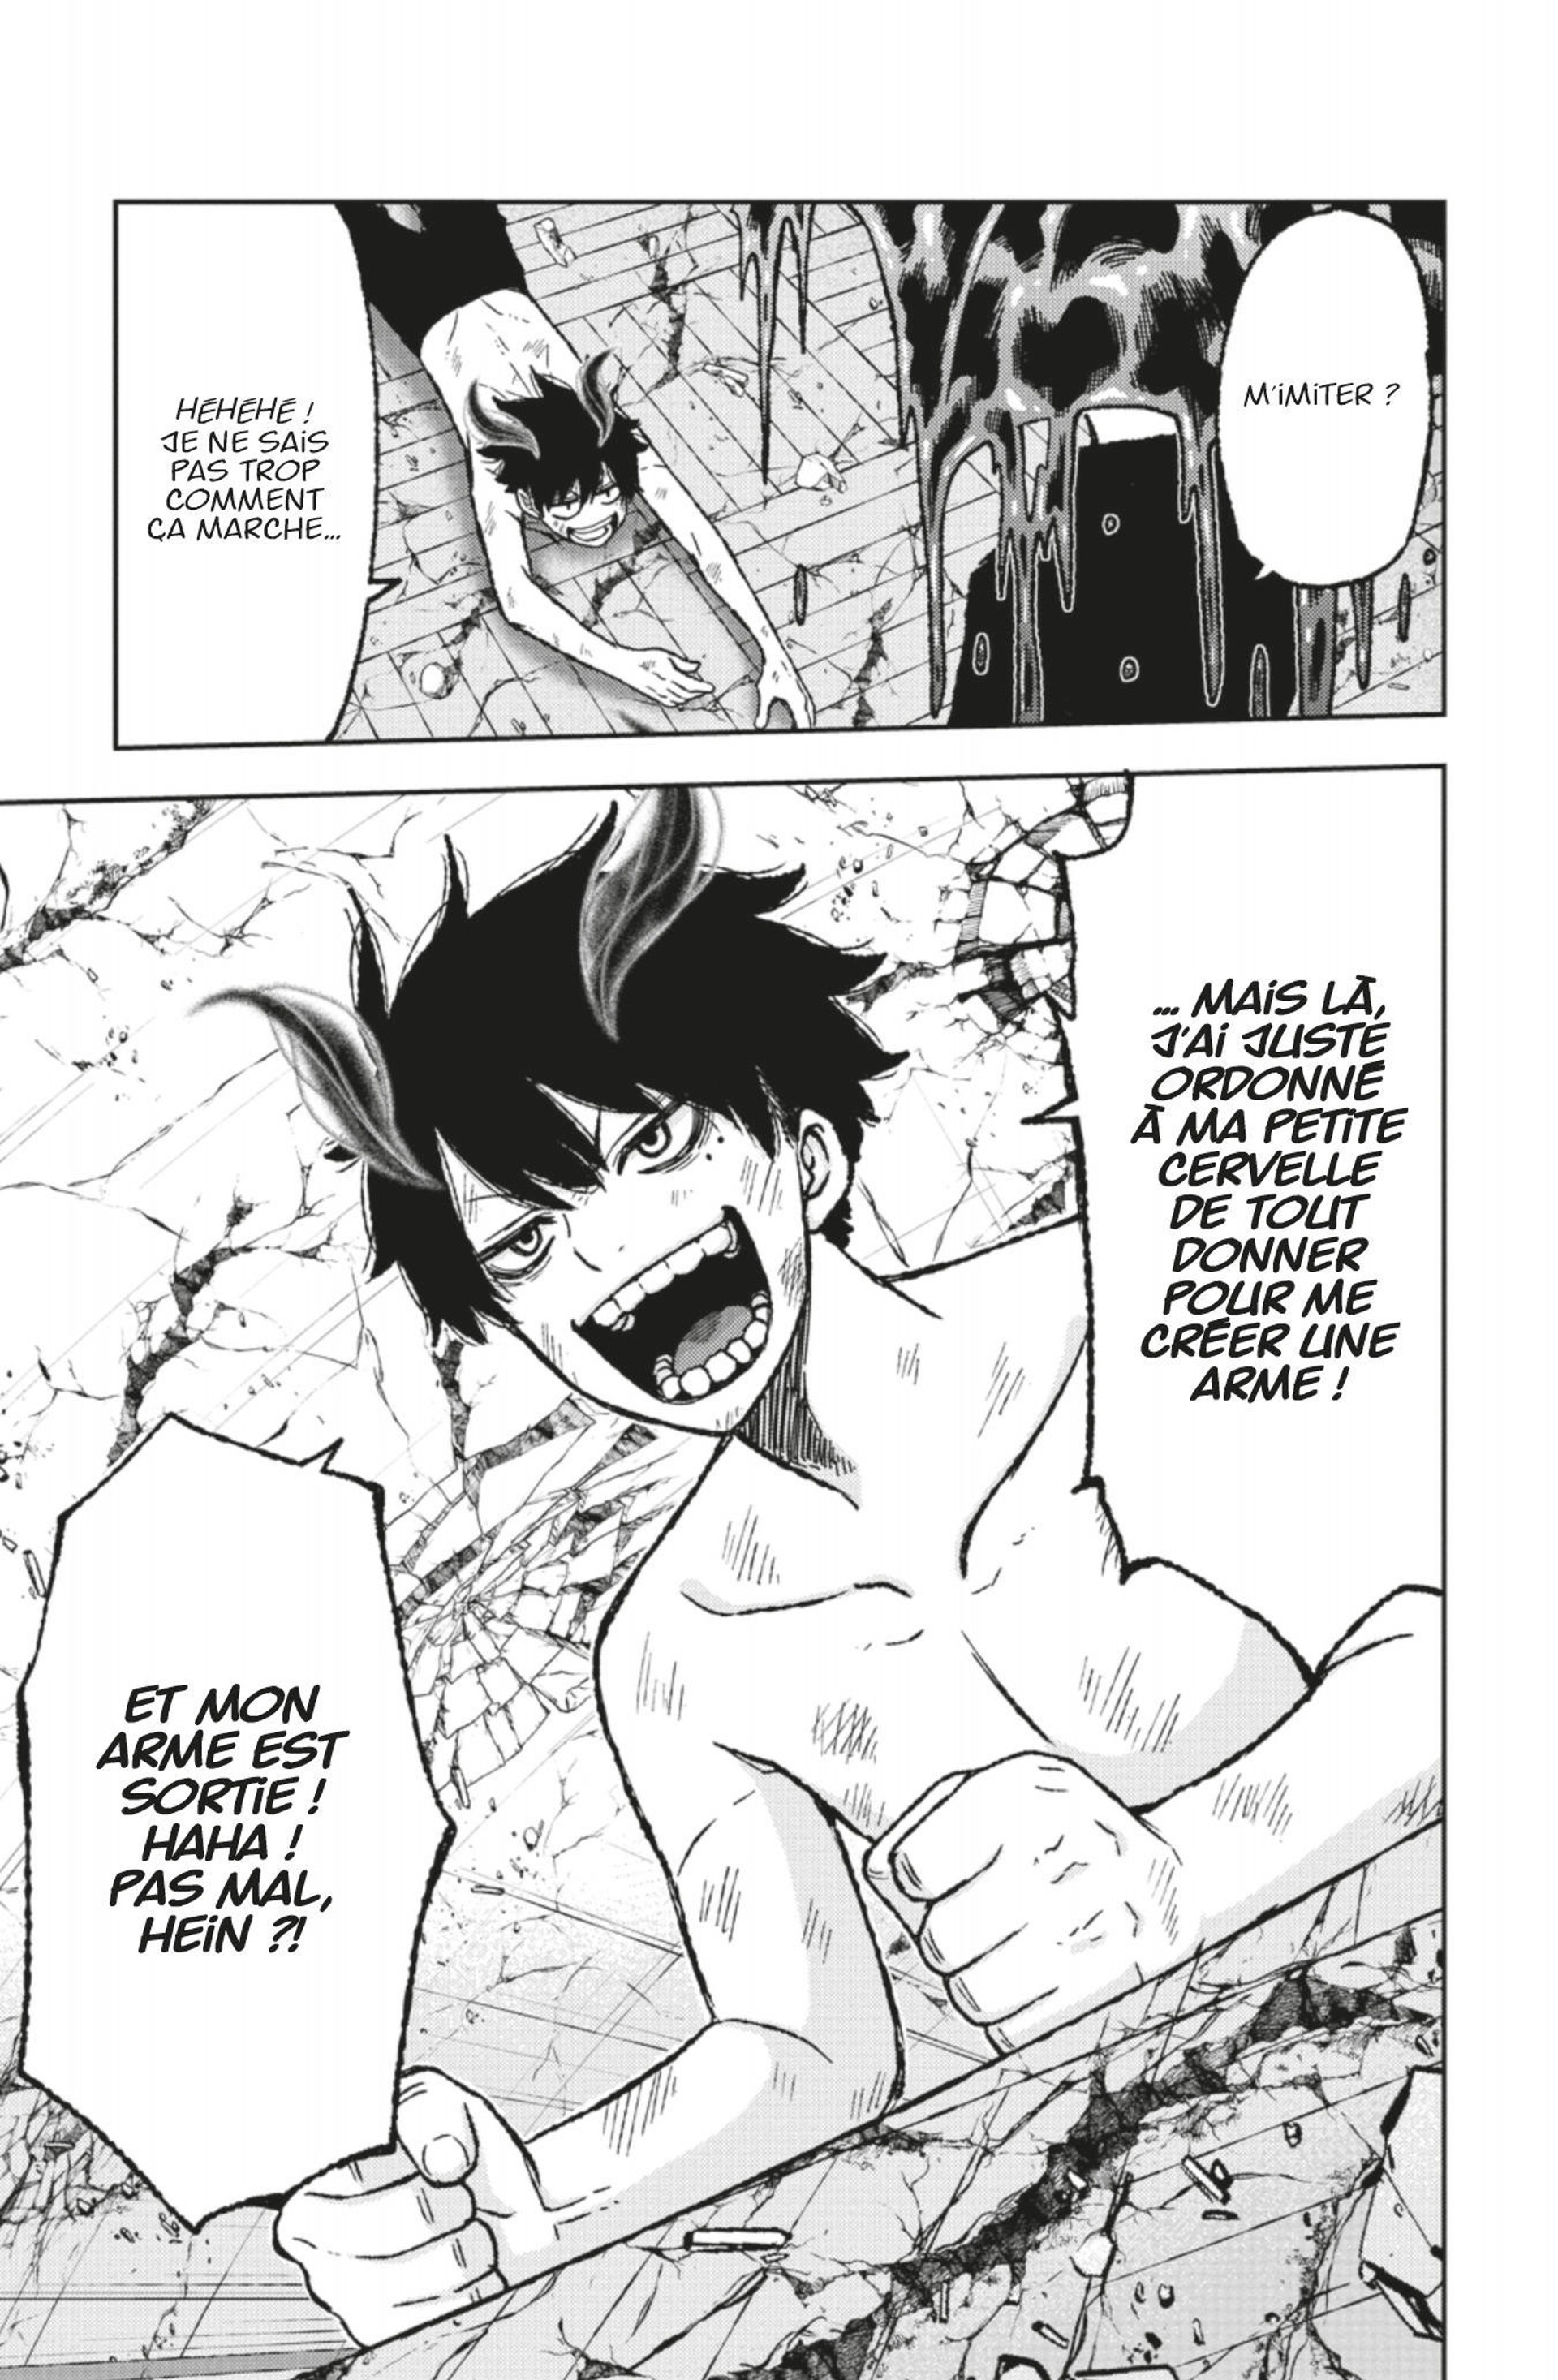 M'IMITER ?
HÉHÉHÉ !
JE NE SAIS
PAS TROP
COMMENT
ÇA MARCHE...
... MAIS LÀ,
J'AI JUSTE
ORDONNÉ
À MA PETITE
CERVELLE
DE TOUT
DONNER
POUR ME
CRÉER UNE
ARME !
ET MON
ARME EST
SORTIE !
HAHA !
PAS MAL,
HEIN ?!